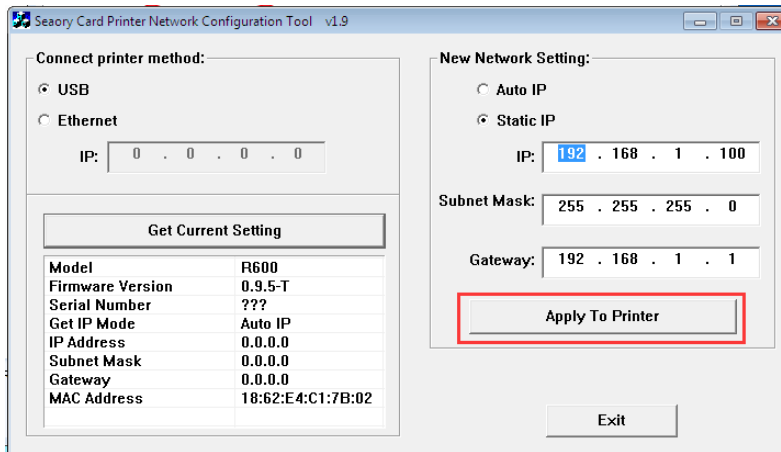 Seaory Card Printer Network Configuration Tool v1.9
Connect printer method:
USB
Ethernet
IP: 0 . 0 . 0 . 0
Get Current Setting
Model R600
Firmware Version 0.9.5-T
Serial Number ???
Get IP Mode Auto IP
IP Address 0.0.0.0
Subnet Mask 0.0.0.0
Gateway 0.0.0.0
MAC Address 18:62:E4:C1:7B:02
New Network Setting:
Auto IP
Static IP
IP: 192 . 168 . 1 . 100
Subnet Mask: 255 . 255 . 255 . 0
Gateway: 192 . 168 . 1 . 1
Apply To Printer
Exit